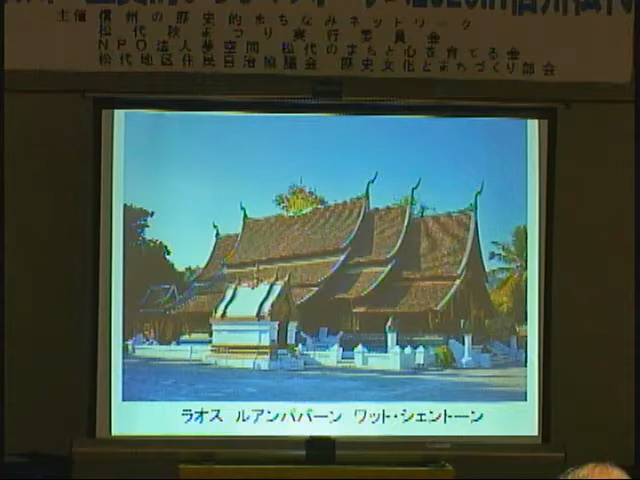 主催 信州の歴史的まちなみネットワーク
松代秋まつり実行委員会
NPO法人夢空間 松代のまちと心を育てる会
松代地区住民自治協議会 歴史文化とまちづくり部会
ラオス ルアンパバーン ワット・シェントーン